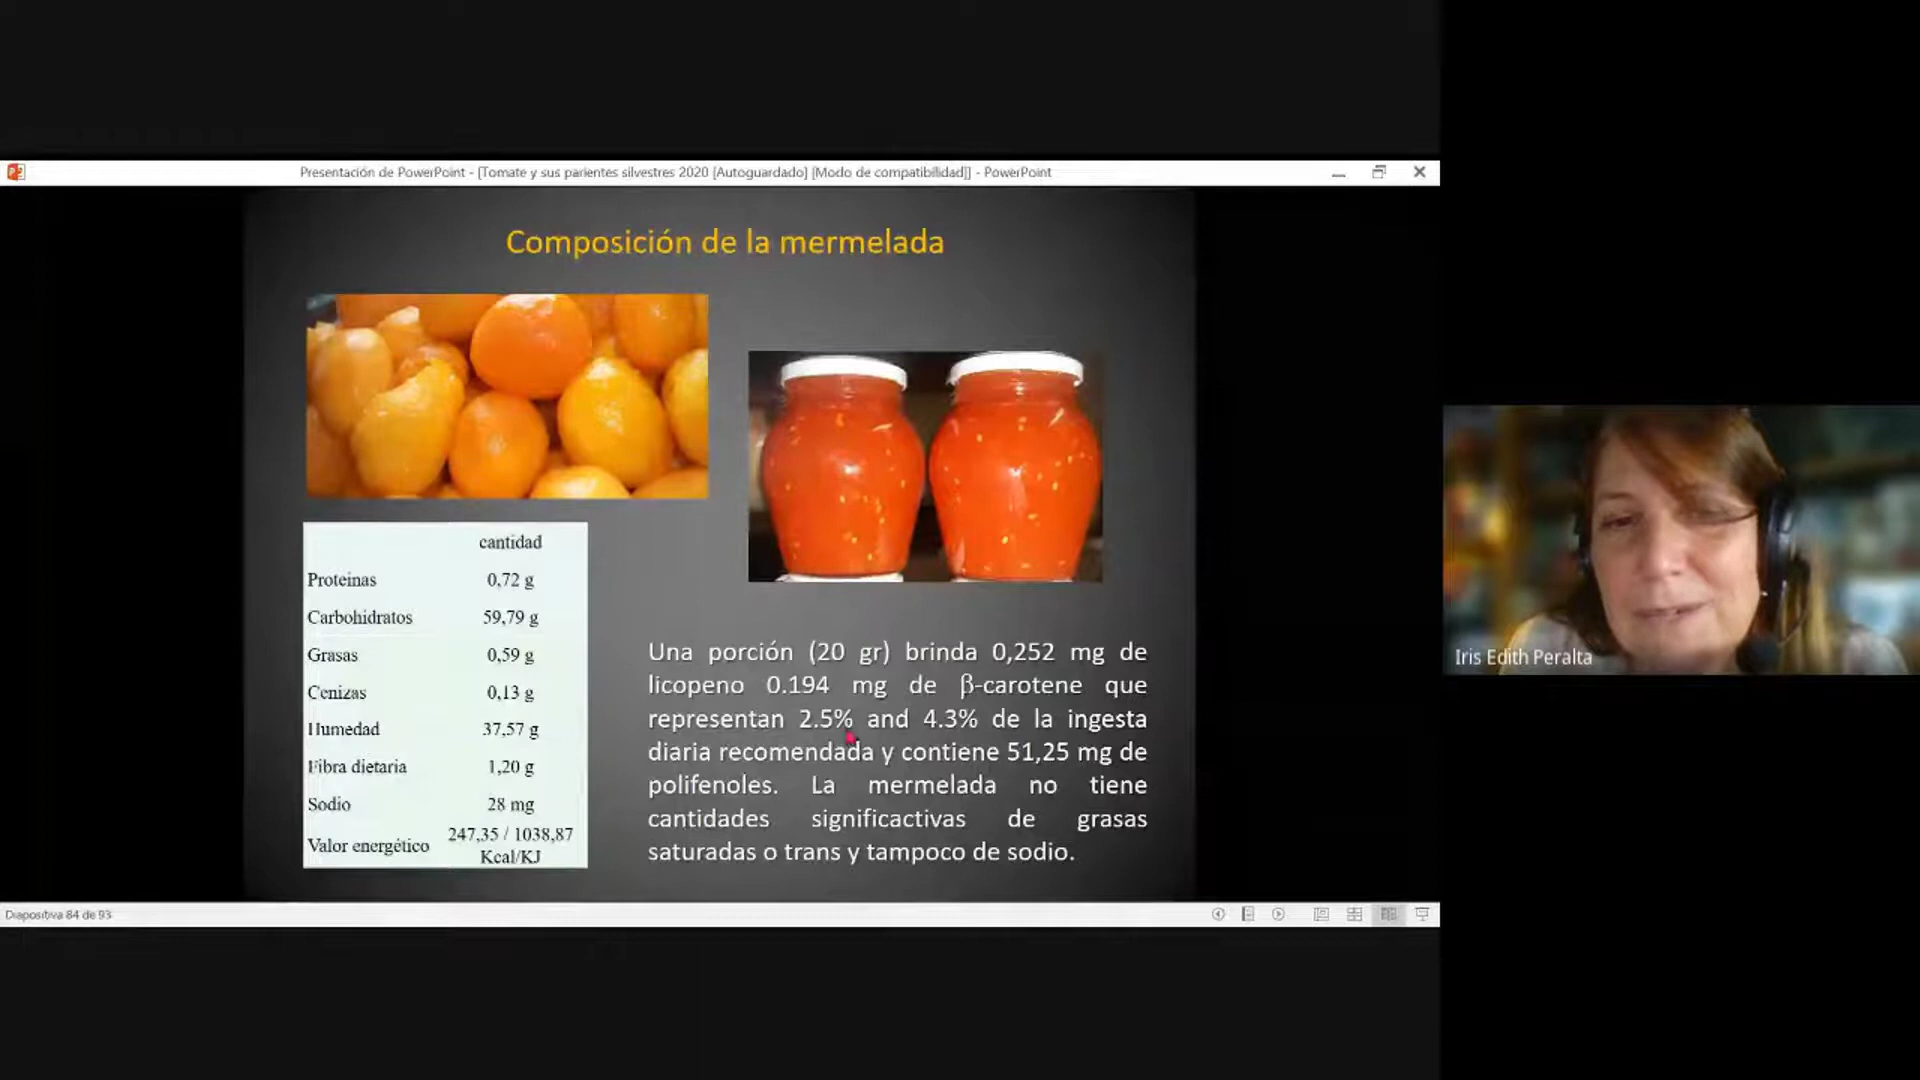 Presentación de PowerPoint - [Tomate y sus parientes silvestres 2020 [Autoguardado] [Modo de compatibilidad]] - PowerPoint
Composición de la mermelada
cantidad
Proteinas 0,72 g
Carbohidratos 59,79 g
Grasas 0,59 g
Cenizas 0,13 g
Humedad 37,57 g
Fibra dietaria 1,20 g
Sodio 28 mg
Valor energético 247,35 / 1038,87
Kcal/KJ
Una porción (20 gr) brinda 0,252 mg de
licopeno 0.194 mg de β-carotene que
representan 2.5% and 4.3% de la ingesta
diaria recomendada y contiene 51,25 mg de
polifenoles. La mermelada no tiene
cantidades significactivas de grasas
saturadas o trans y tampoco de sodio.
Iris Edith Peralta
Diapositiva 84 de 93